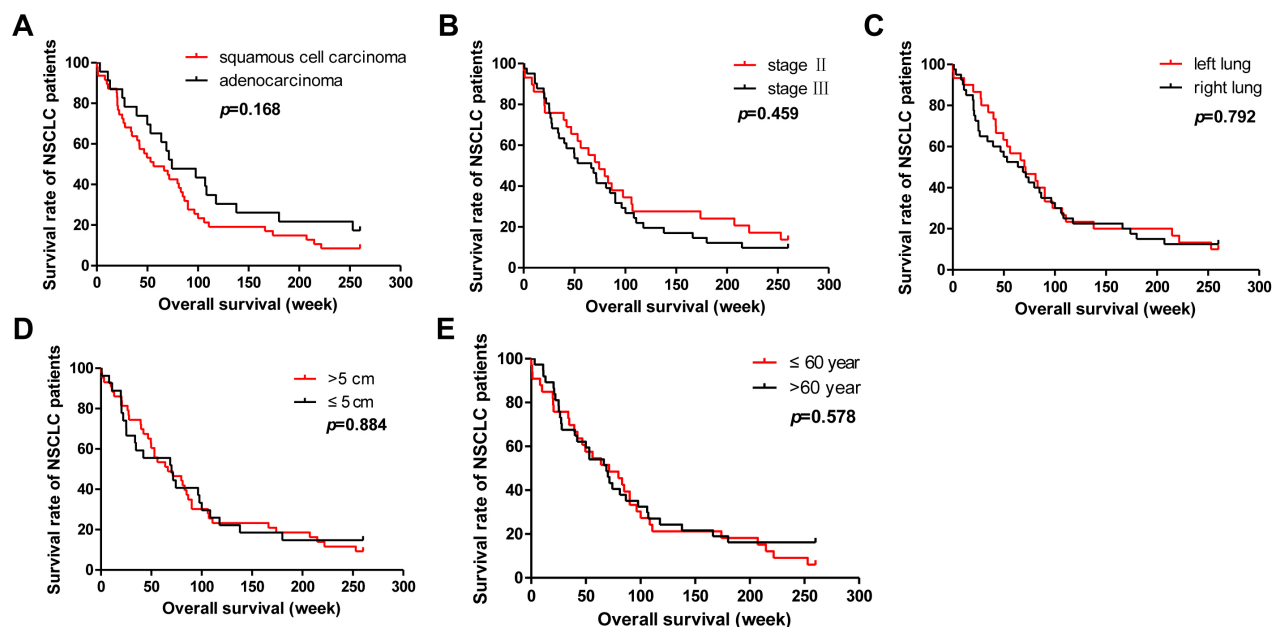 A
Survival rate of NSCLC patients
100
80
60
40
20
0
0 50 100 150 200 250 300
Overall survival (week)
squamous cell carcinoma
adenocarcinoma
p=0.168
B
Survival rate of NSCLC patients
100
80
60
40
20
0
0 50 100 150 200 250 300
Overall survival (week)
stage II
stage III
p=0.459
C
Survival rate of NSCLC patients
100
80
60
40
20
0
0 50 100 150 200 250 300
Overall survival (week)
left lung
right lung
p=0.792
D
Survival rate of NSCLC patients
100
80
60
40
20
0
0 50 100 150 200 250 300
Overall survival (week)
>5 cm
≤ 5 cm
p=0.884
E
Survival rate of NSCLC patients
100
80
60
40
20
0
0 50 100 150 200 250 300
Overall survival (week)
≤ 60 year
>60 year
p=0.578